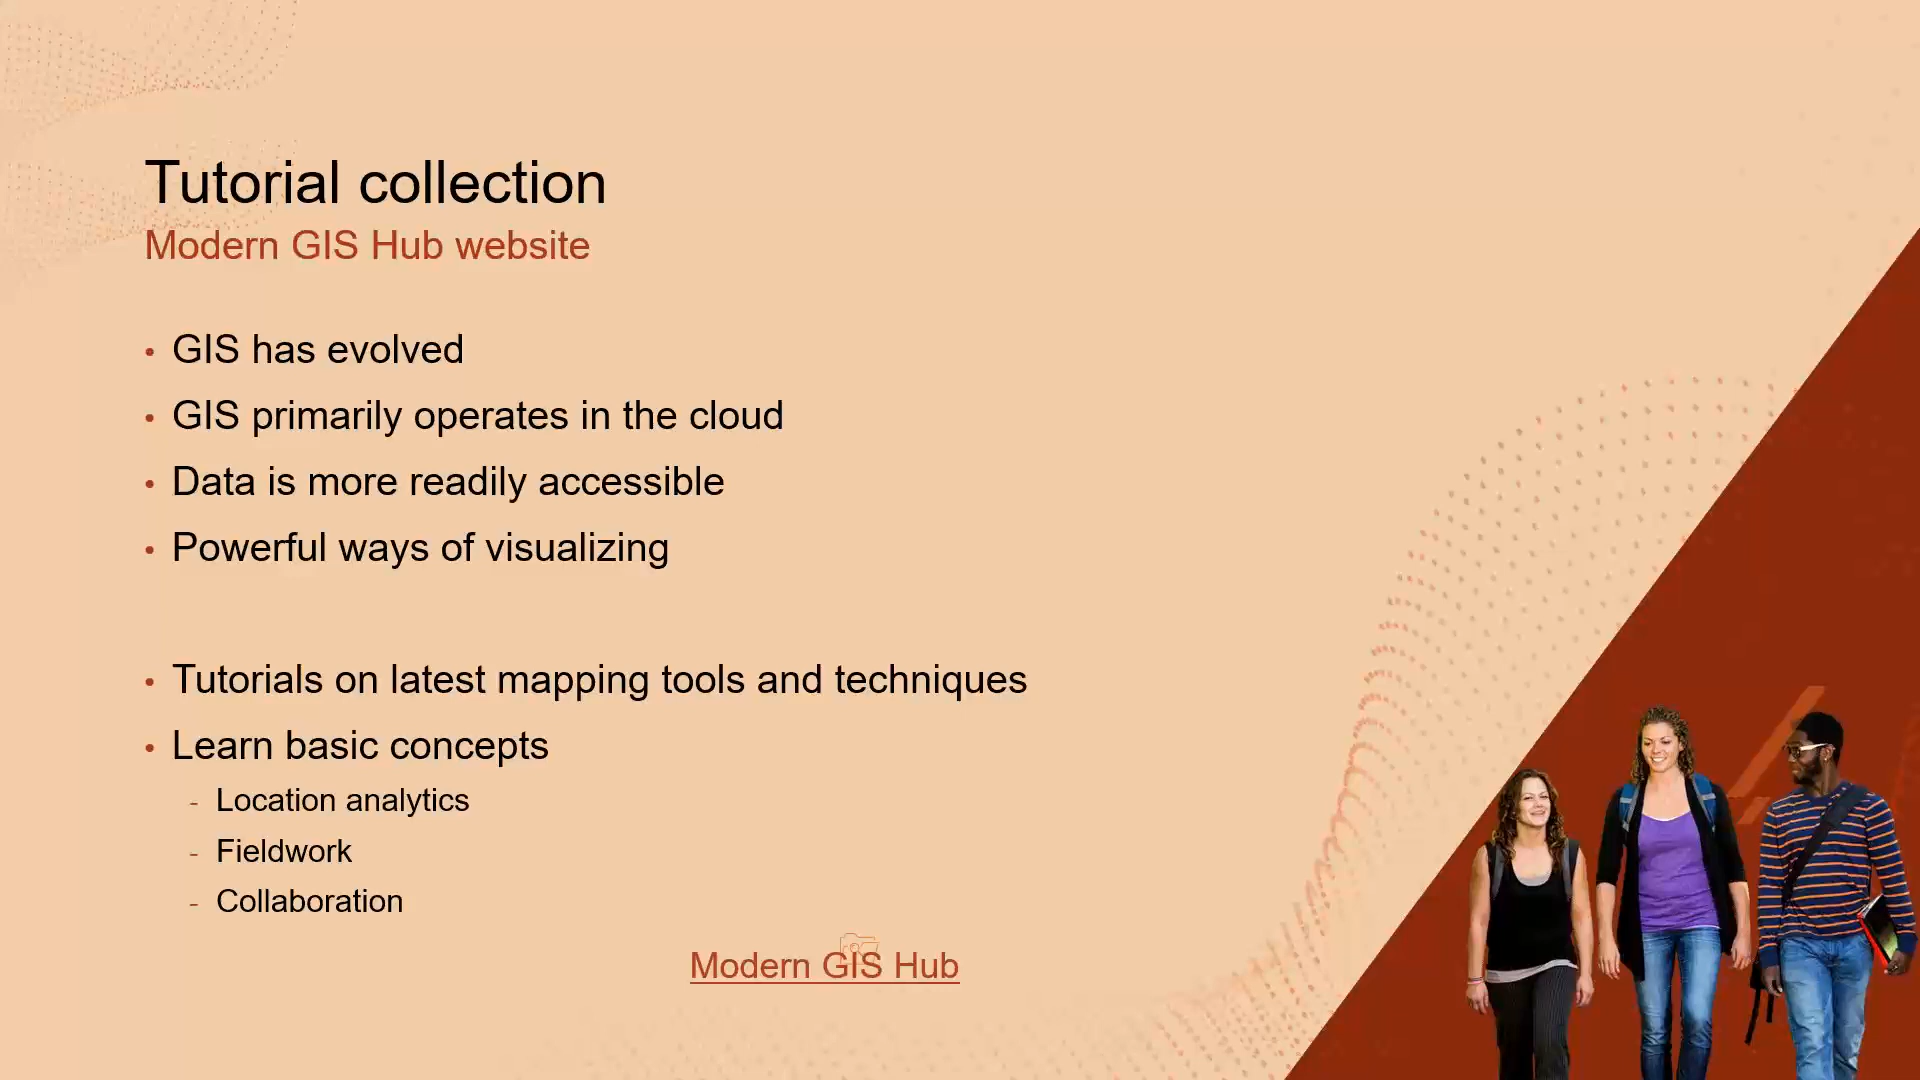 Tutorial collection
Modern GIS Hub website
• GIS has evolved
• GIS primarily operates in the cloud
• Data is more readily accessible
• Powerful ways of visualizing
• Tutorials on latest mapping tools and techniques
• Learn basic concepts
- Location analytics
- Fieldwork
- Collaboration
Modern GIS Hub